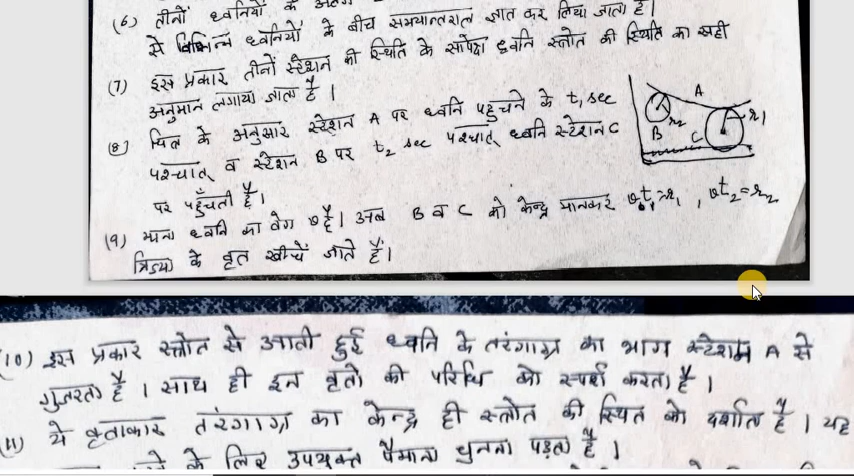 (6) तीनों ध्वनियों के
से विभिन्न ध्वनियों के बीच समयान्तराल ज्ञात कर लिया जाता है।
(7) इस प्रकार तीनों स्टेशन की स्थिति के सापेक्ष ध्वनि स्त्रोत की स्थिति का सही
अनुमान लगाया जाता है।
(8) चित्र के अनुसार स्टेशन A पर ध्वनि पहुचने के t₁ sec
पश्चात् व स्टेशन B पर t₂ sec पश्चात् ध्वनि स्टेशन C
पर पहुँचती है।
(9) माना ध्वनि का वेग v है। अब B व C को केन्द्र मानकर vt₁=r₁, vt₂=r₂
त्रिज्या के वृत खींचें जाते है।
A
B
r₂
C
r₁
(10) इस प्रकार स्त्रोत से आती हुई ध्वनि के तरंगाग्र का भाग स्टेशन A से
गुजरता है। साथ ही इन वृतो की परिधि को स्पर्श करता है।
(11) ये वृताकार तरंगाग्र का केन्द्र ही स्त्रोत की स्थित को दर्शाता है। यह
के लिए उपयुक्त पैमाना चुनना पड़ता है।